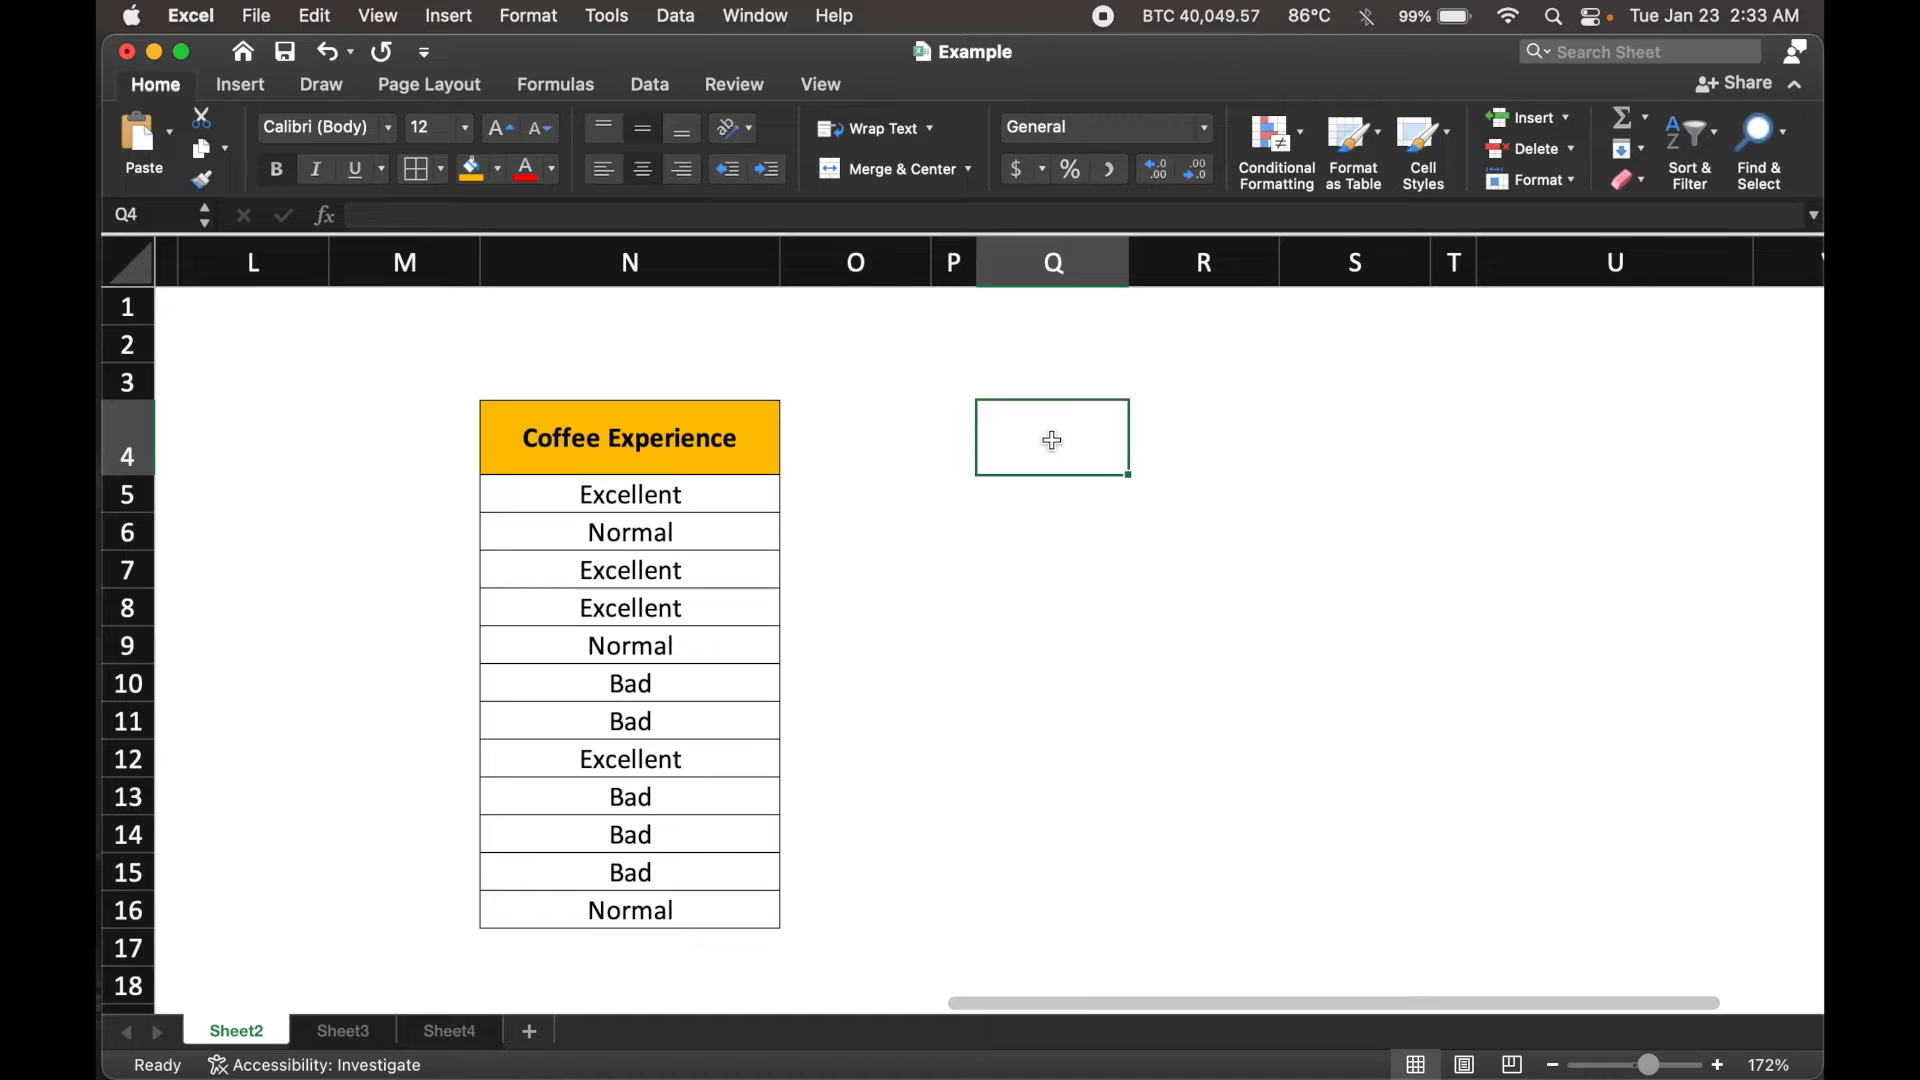 Excel File Edit View Insert Format Tools Data Window Help BTC 40,049.57 86°C 99% Tue Jan 23 2:33 AM
Example Search Sheet
Home Insert Draw Page Layout Formulas Data Review View Share
Paste Calibri (Body) 12 A A ab Wrap Text General Conditional Formatting Format as Table Cell Styles Insert Σ A Z Sort & Filter Find & Select
B I U A Merge & Center $ % .0 .00 .00 .0 Delete
Format
Q4 fx
L M N O P Q R S T U
1
2
3
4 Coffee Experience
5 Excellent
6 Normal
7 Excellent
8 Excellent
9 Normal
10 Bad
11 Bad
12 Excellent
13 Bad
14 Bad
15 Bad
16 Normal
17
18
Sheet2 Sheet3 Sheet4 +
Ready Accessibility: Investigate 172%